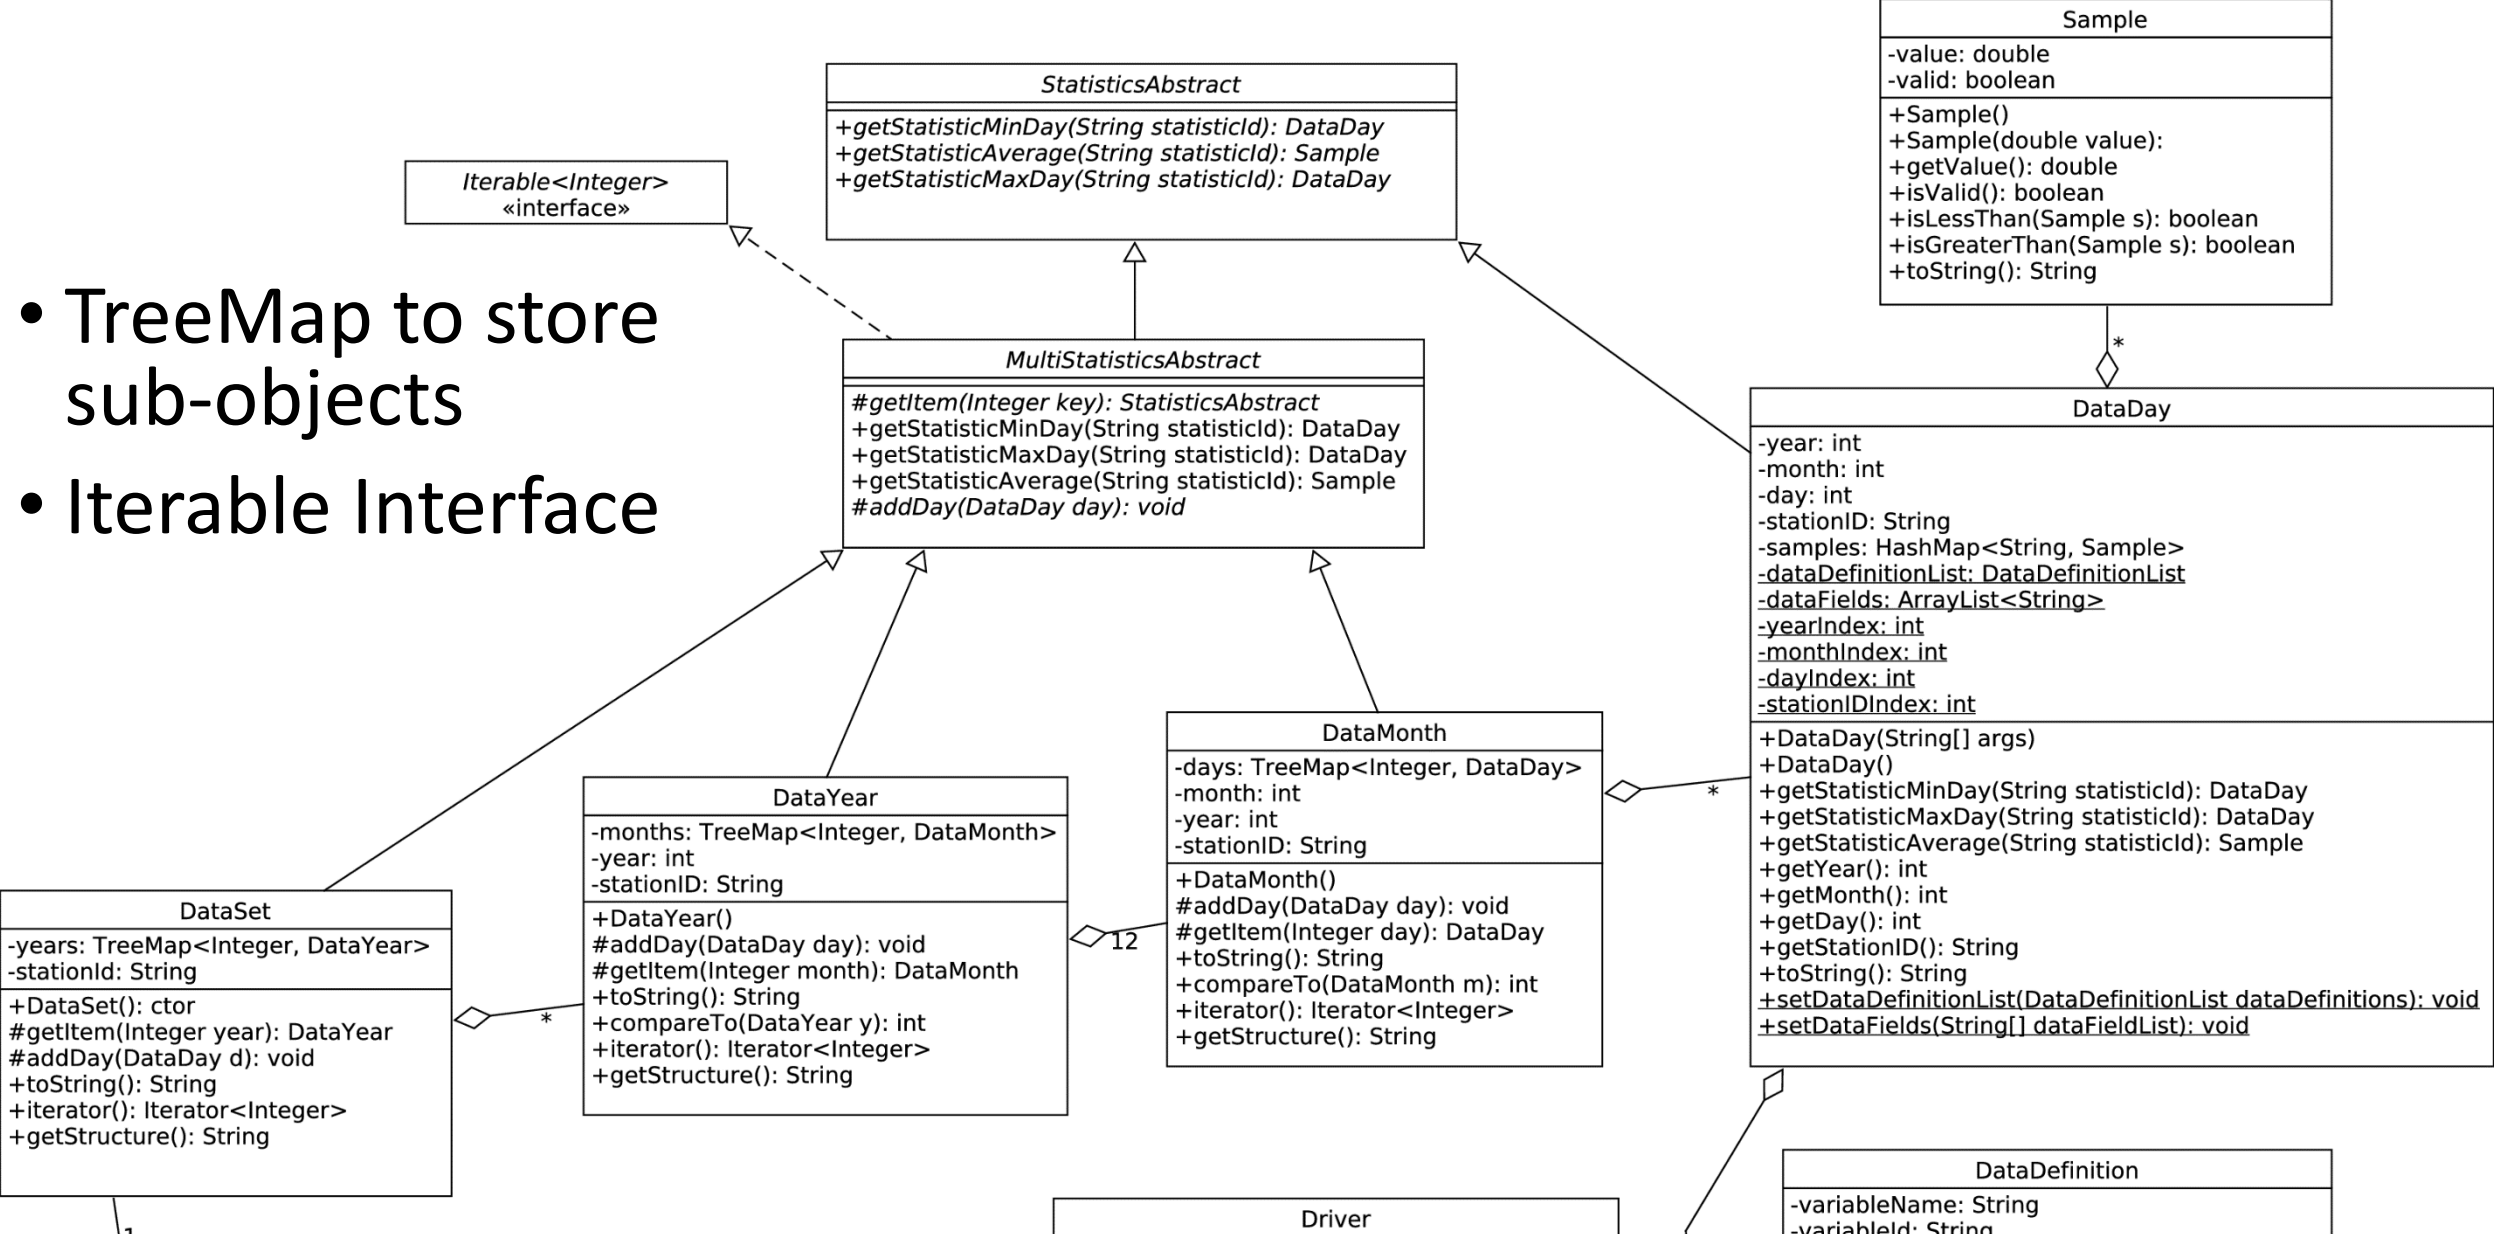 • TreeMap to store
sub-objects
• Iterable Interface
Iterable<Integer>
«interface»
StatisticsAbstract
+getStatisticMinDay(String statisticId): DataDay
+getStatisticAverage(String statisticId): Sample
+getStatisticMaxDay(String statisticId): DataDay
Sample
-value: double
-valid: boolean
+Sample()
+Sample(double value):
+getValue(): double
+isValid(): boolean
+isLessThan(Sample s): boolean
+isGreaterThan(Sample s): boolean
+toString(): String
*
MultiStatisticsAbstract
#getItem(Integer key): StatisticsAbstract
+getStatisticMinDay(String statisticId): DataDay
+getStatisticMaxDay(String statisticId): DataDay
+getStatisticAverage(String statisticId): Sample
#addDay(DataDay day): void
DataDay
-year: int
-month: int
-day: int
-stationID: String
-samples: HashMap<String, Sample>
-dataDefinitionList: DataDefinitionList
-dataFields: ArrayList<String>
-yearIndex: int
-monthIndex: int
-dayIndex: int
-stationIDIndex: int
+DataDay(String[] args)
+DataDay()
+getStatisticMinDay(String statisticId): DataDay
+getStatisticMaxDay(String statisticId): DataDay
+getStatisticAverage(String statisticId): Sample
+getYear(): int
+getMonth(): int
+getDay(): int
+getStationID(): String
+toString(): String
+setDataDefinitionList(DataDefinitionList dataDefinitions): void
+setDataFields(String[] dataFieldList): void
DataMonth
-days: TreeMap<Integer, DataDay>
-month: int
-year: int
-stationID: String
+DataMonth()
#addDay(DataDay day): void
#getItem(Integer day): DataDay
+toString(): String
+compareTo(DataMonth m): int
+iterator(): Iterator<Integer>
+getStructure(): String
*
DataYear
-months: TreeMap<Integer, DataMonth>
-year: int
-stationID: String
+DataYear()
#addDay(DataDay day): void
#getItem(Integer month): DataMonth
+toString(): String
+compareTo(DataYear y): int
+iterator(): Iterator<Integer>
+getStructure(): String
12
DataSet
-years: TreeMap<Integer, DataYear>
-stationId: String
+DataSet(): ctor
#getItem(Integer year): DataYear
#addDay(DataDay d): void
+toString(): String
+iterator(): Iterator<Integer>
+getStructure(): String
*
1
Driver
DataDefinition
-variableName: String
-variableId: String